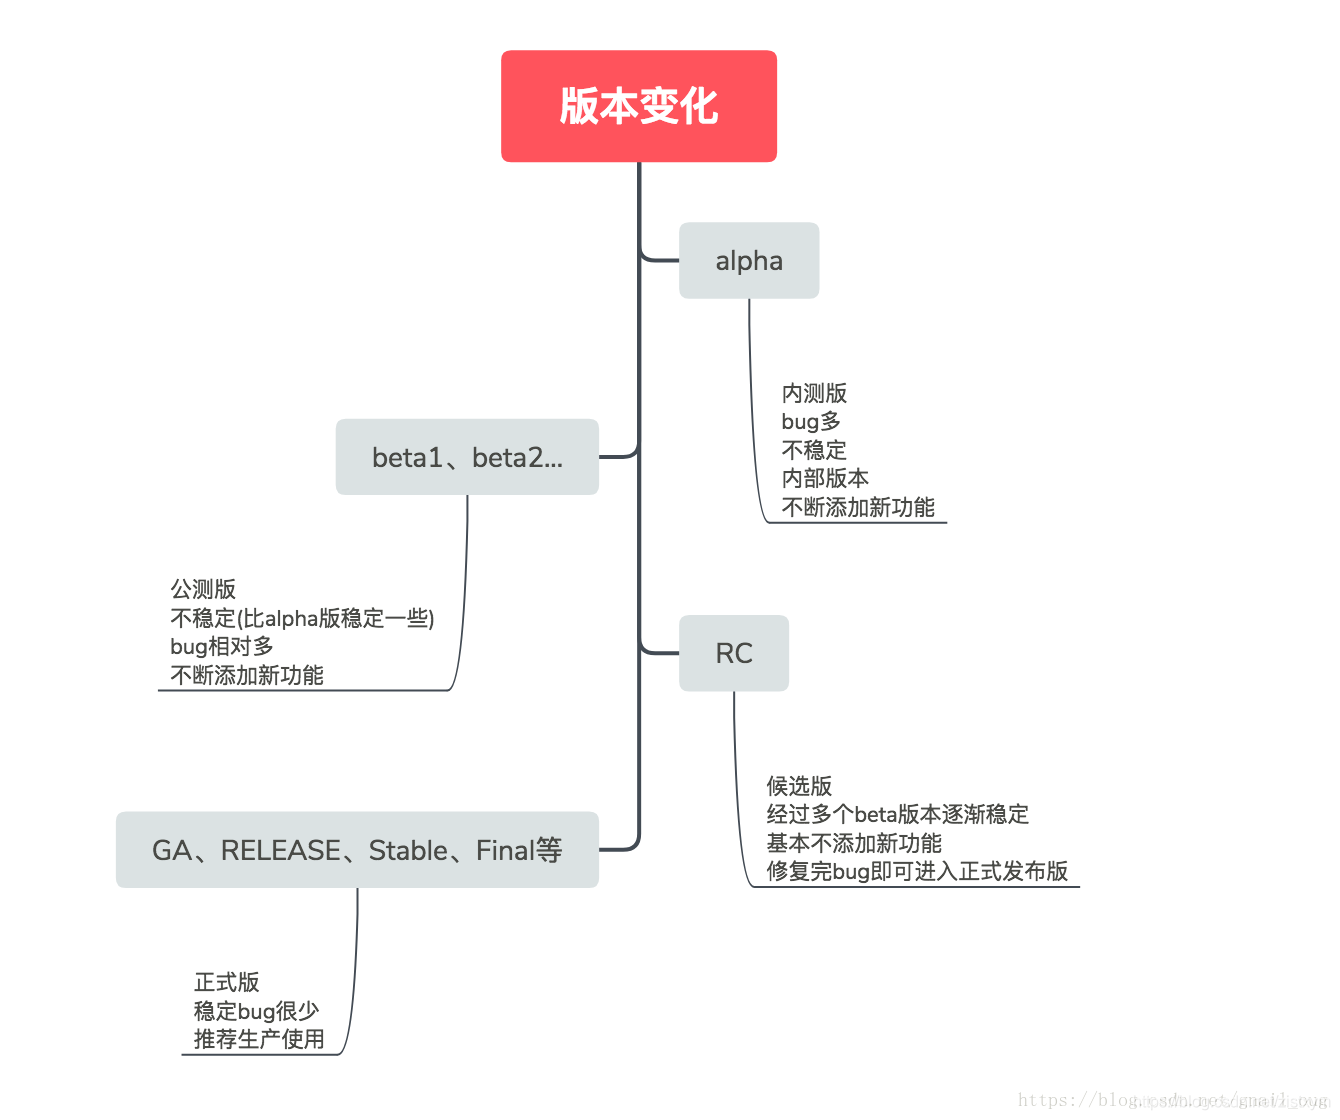 版本变化
alpha
内测版
bug多
不稳定
内部版本
不断添加新功能
beta1、beta2...
公测版
不稳定(比alpha版稳定一些)
bug相对多
不断添加新功能
RC
候选版
经过多个beta版本逐渐稳定
基本不添加新功能
修复完bug即可进入正式发布版
GA、RELEASE、Stable、Final等
正式版
稳定bug很少
推荐生产使用